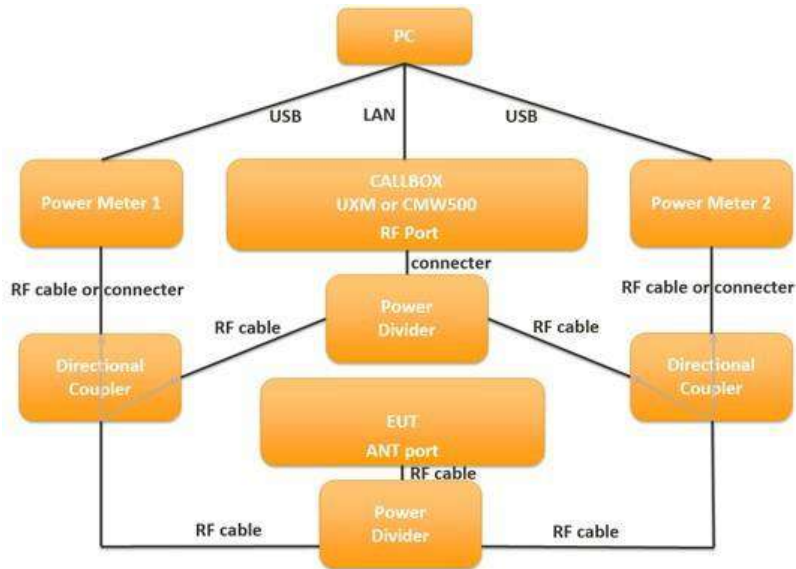 PC
USB
LAN
USB
Power Meter 1
CALLBOX
UXM or CMW500
RF Port
Power Meter 2
connecter
RF cable or connecter
RF cable or connecter
Power
Divider
RF cable
RF cable
Directional
Coupler
Directional
Coupler
EUT
ANT port
RF cable
Power
Divider
RF cable
RF cable